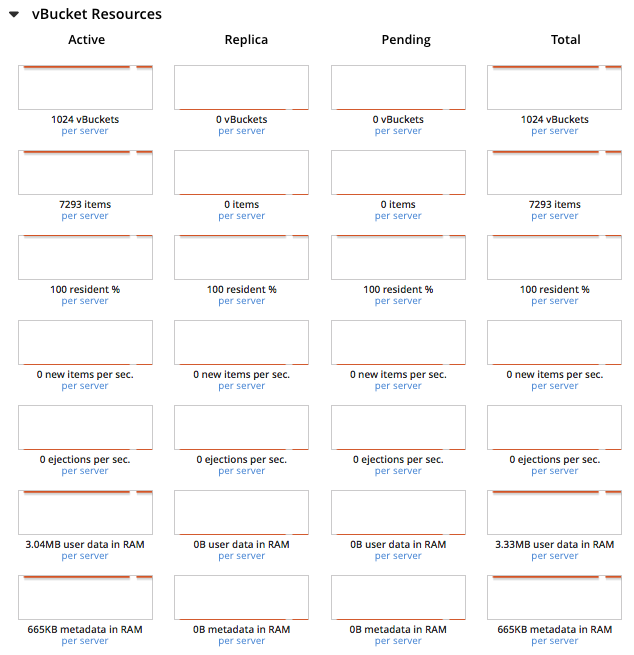 vBucket Resources
Active Replica Pending Total
1024 vBuckets 0 vBuckets 0 vBuckets 1024 vBuckets
per server per server per server per server
7293 items 0 items 0 items 7293 items
per server per server per server per server
100 resident % 100 resident % 100 resident % 100 resident %
per server per server per server per server
0 new items per sec. 0 new items per sec. 0 new items per sec. 0 new items per sec.
per server per server per server per server
0 ejections per sec. 0 ejections per sec. 0 ejections per sec. 0 ejections per sec.
per server per server per server per server
3.04MB user data in RAM 0B user data in RAM 0B user data in RAM 3.33MB user data in RAM
per server per server per server per server
665KB metadata in RAM 0B metadata in RAM 0B metadata in RAM 665KB metadata in RAM
per server per server per server per server